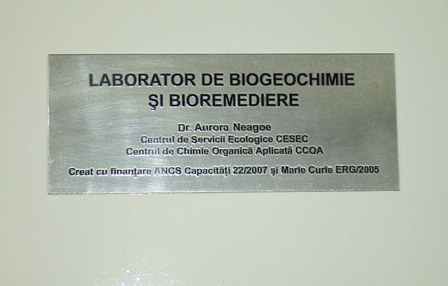 LABORATOR DE BIOGEOCHIMIE
ŞI BIOREMEDIERE
Dr. Aurora Neagoe
Centrul de Servicii Ecologice CESEC
Centrul de Chimie Organică Aplicată CCOA
Creat cu finanţare ANCS Capacităţi 22/2007 şi Marie Curie ERG/2005